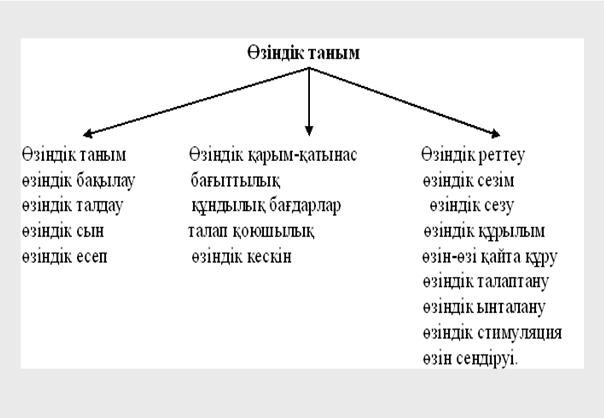 Өзіндік таным
Өзіндік таным
өзіндік бақылау
өзіндік талдау
өзіндік сын
өзіндік есеп
Өзіндік қарым-қатынас
бағыттылық
құндылық бағдарлар
талап қоюшылық
өзіндік кескін
Өзіндік реттеу
өзіндік сезім
өзіндік сезу
өзіндік құрылым
өзін-өзі қайта құру
өзіндік талаптану
өзіндік ынталану
өзіндік стимуляция
өзін сендіруі.